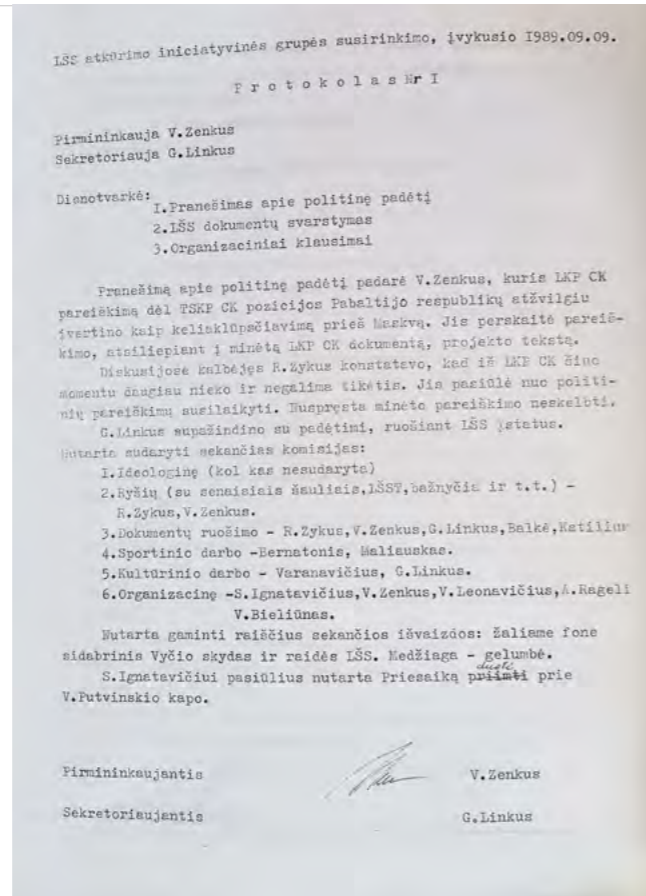 LŠS atkūrimo iniciatyvinės grupės susirinkimo, įvykusio I989.09.09.
P r o t o k o l a s Nr I
Pirmininkauja V.Zenkus
Sekretoriauja G.Linkus
Dienotvarkė:
I.Pranešimas apie politinę padėtį
2.LŠS dokumentų svarstymas
3.Organizaciniai klausimai
Pranešimą apie politinę padėtį padarė V.Zenkus, kuris LKP CK
pareiškimą dėl TSKP CK pozicijos Pabaltijo respublikų atžvilgiu
įvertino kaip keliaklūpsčiavimą prieš Maskvą. Jis perskaitė pareiš-
kimo, atsiliepiant į minėtą LKP CK dokumentą, projekto tekstą.
Diskusijose kalbėjęs R.Zykus konstatavo, kad iš LKP CK šiuo
momentu daugiau nieko ir negalima tikėtis. Jis pasiūlė nuo politi-
nių pareiškimų susilaikyti. Nuspręsta minėto pareiškimo neskelbti.
G.Linkus supažindino su padėtimi, ruošiant LŠS įstatus.
Nutarta sudaryti sekančias komisijas:
I.Ideologinę (kol kas nesudaryta)
2.Ryšių (su senaisiais šauliais,LŠST,bažnyčia ir t.t.) –
R.Zykus,V.Zenkus.
3.Dokumentų ruošimo – R.Zykus,V.Zenkus,G.Linkus,Balkė,Katilius
4.Sportinio darbo –Bernatonis, Maliauskas.
5.Kultūrinio darbo – Varanavičius, G.Linkus.
6.Organizacinę –S.Ignatavičius,V.Zenkus,V.Leonavičius,A.Rageli
V.Bieliūnas.
Nutarta gaminti raiščius sekančios išvaizdos: žaliame fone
sidabrinis Vyčio skydas ir raidės LŠS. Medžiaga – gelumbė.
duoti
S.Ignatavičiui pasiūlius nutarta Priesaiką priimti prie
V.Putvinskio kapo.
Pirmininkaujantis V.Zenkus
Sekretoriaujantis G.Linkus